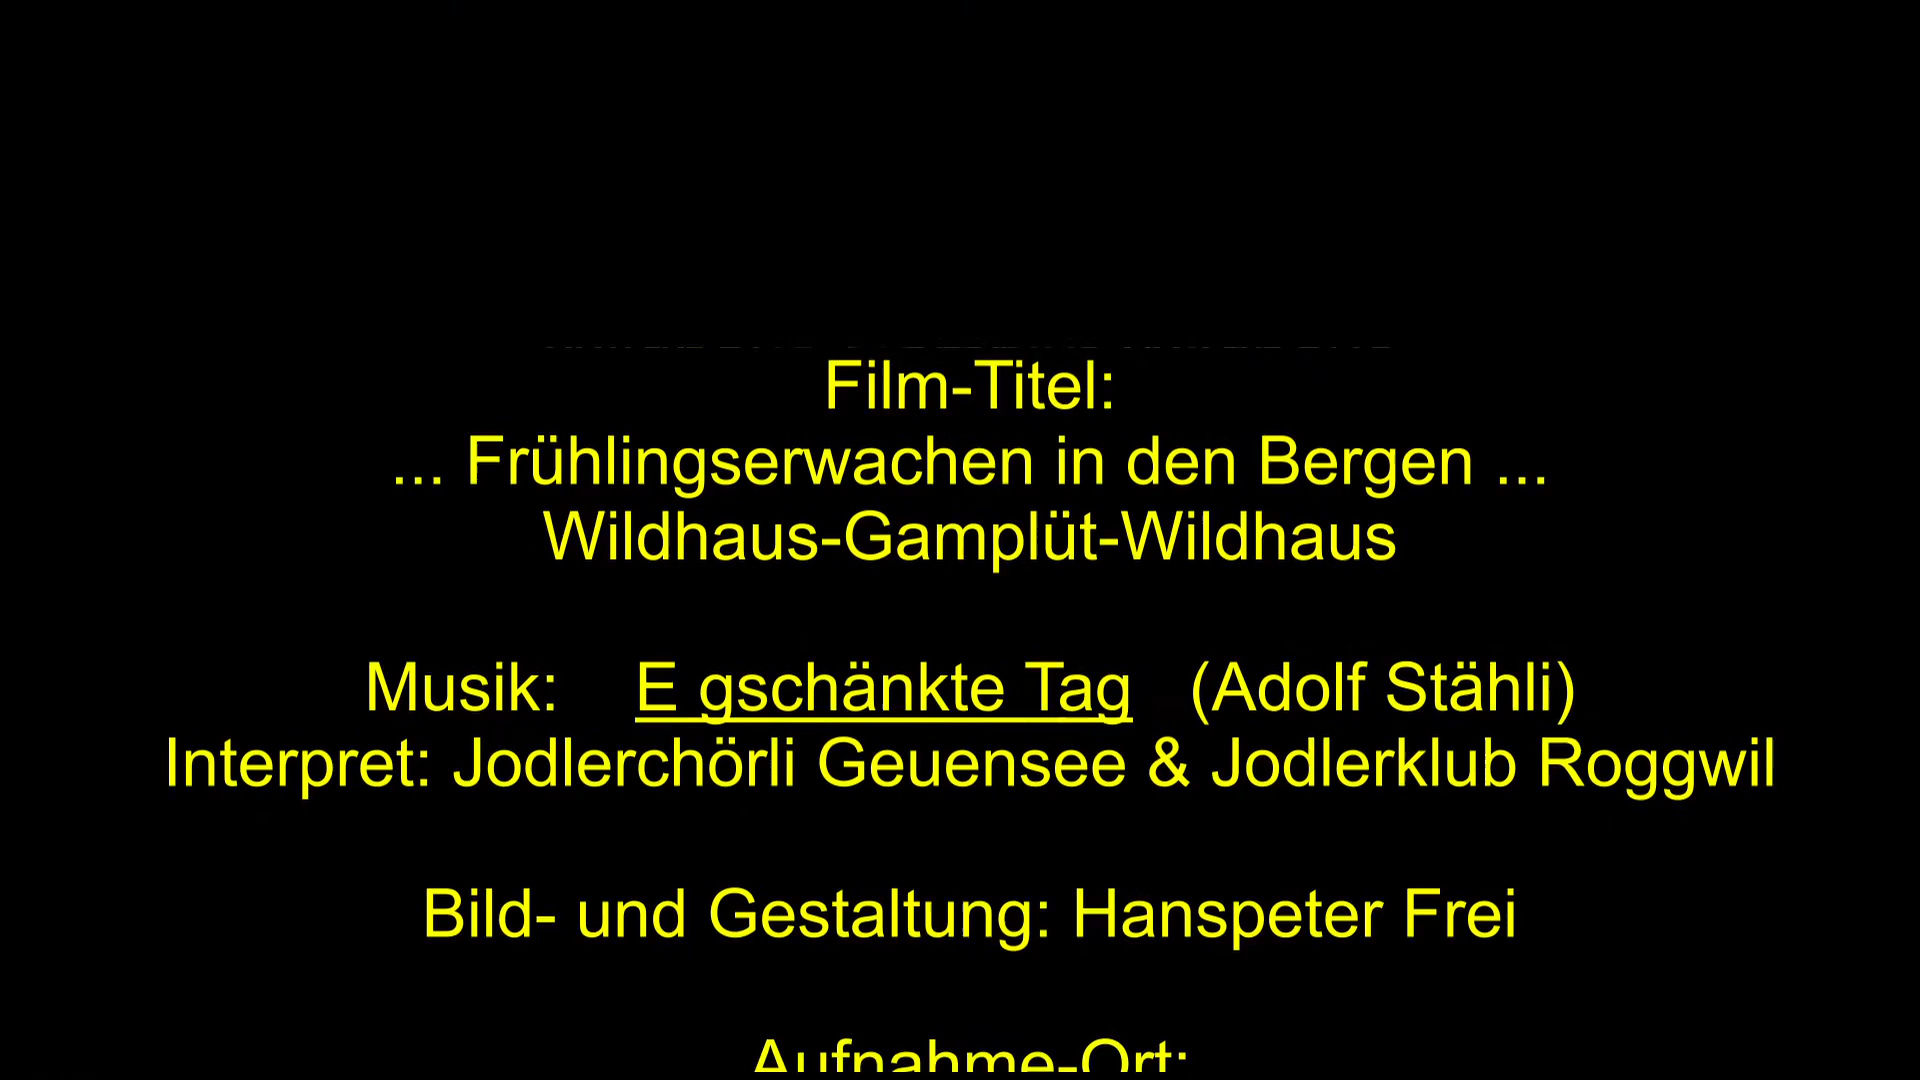 Film-Titel:
... Frühlingserwachen in den Bergen ...
Wildhaus-Gamplüt-Wildhaus
Musik: E gschänkte Tag (Adolf Stähli)
Interpret: Jodlerchörli Geuensee & Jodlerklub Roggwil
Bild- und Gestaltung: Hanspeter Frei
Aufnahme-Ort: